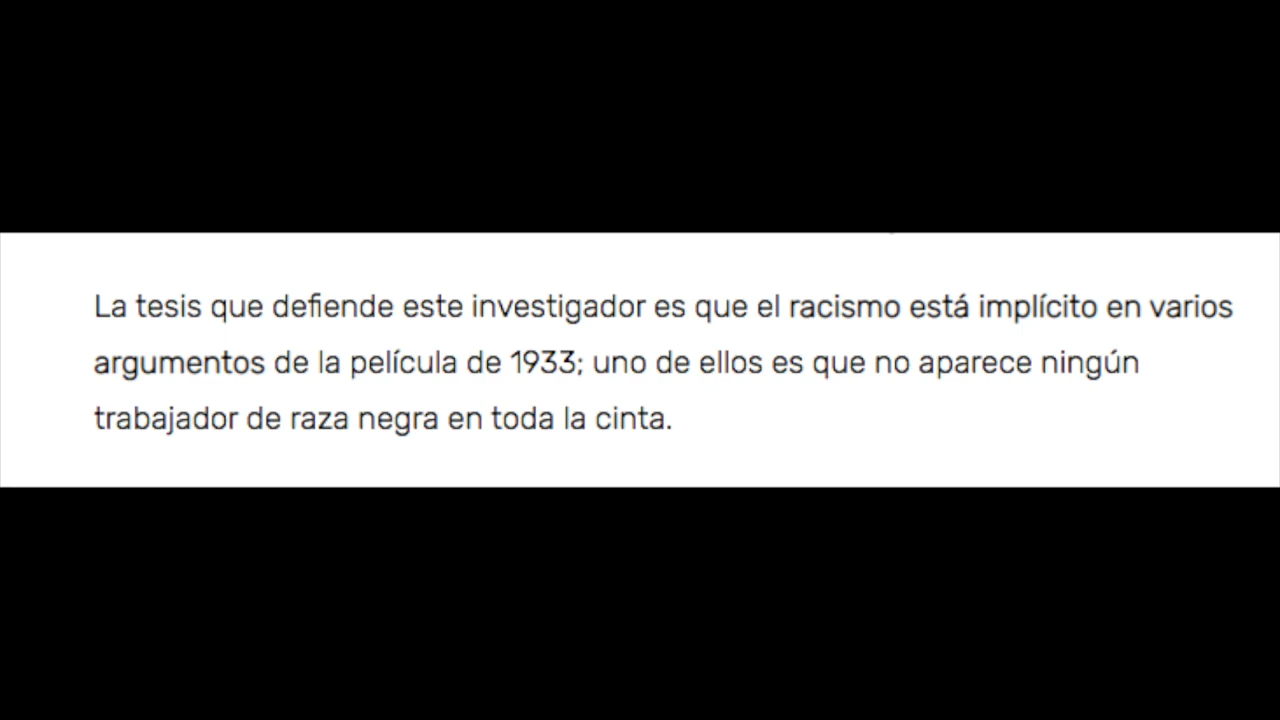 La tesis que defiende este investigador es que el racismo está implícito en varios
argumentos de la película de 1933; uno de ellos es que no aparece ningún
trabajador de raza negra en toda la cinta.